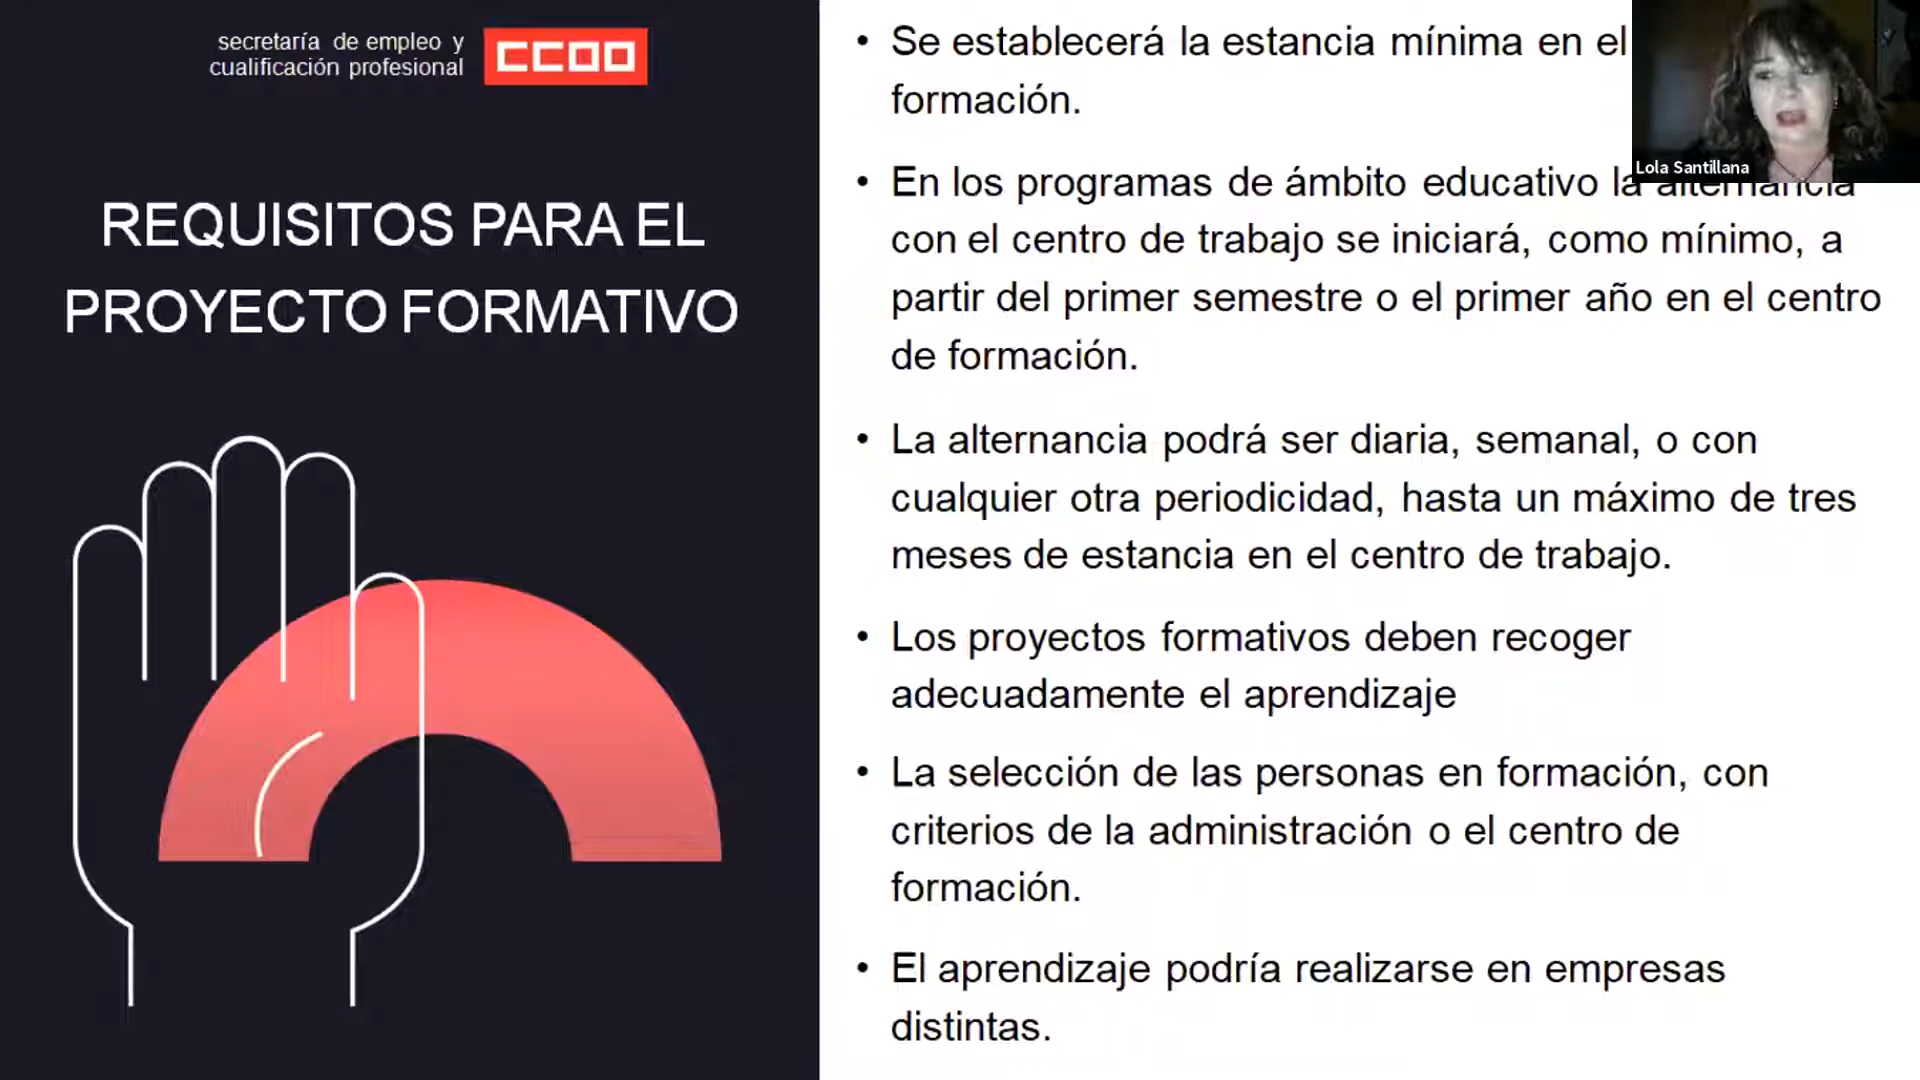 secretaría de empleo y
cualificación profesional
CCOO
REQUISITOS PARA EL
PROYECTO FORMATIVO
• Se establecerá la estancia mínima en el
formación.
Lola Santillana
• En los programas de ámbito educativo la alternancia
con el centro de trabajo se iniciará, como mínimo, a
partir del primer semestre o el primer año en el centro
de formación.
• La alternancia podrá ser diaria, semanal, o con
cualquier otra periodicidad, hasta un máximo de tres
meses de estancia en el centro de trabajo.
• Los proyectos formativos deben recoger
adecuadamente el aprendizaje
• La selección de las personas en formación, con
criterios de la administración o el centro de
formación.
• El aprendizaje podría realizarse en empresas
distintas.